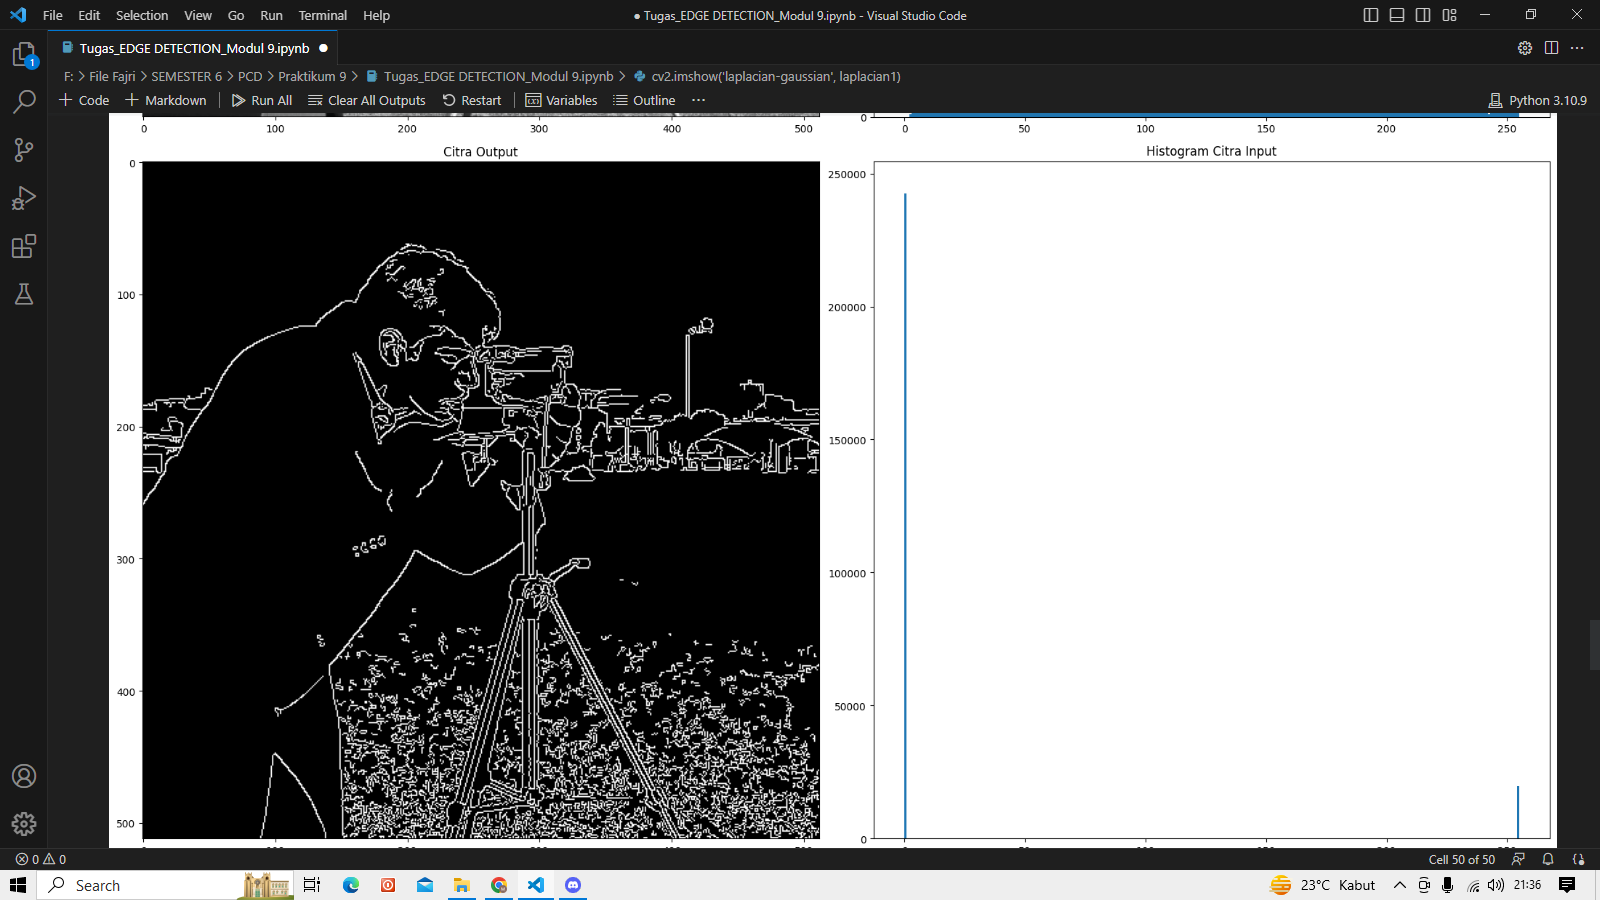 File Edit Selection View Go Run Terminal Help
● Tugas_EDGE DETECTION_Modul 9.ipynb - Visual Studio Code
Tugas_EDGE DETECTION_Modul 9.ipynb ●
F: > File Fajri > SEMESTER 6 > PCD > Praktikum 9 > Tugas_EDGE DETECTION_Modul 9.ipynb > cv2.imshow('laplacian-gaussian', laplacian1)
+ Code + Markdown Run All Clear All Outputs Restart Variables Outline ...
Python 3.10.9
1
0 100 200 300 400 500
0
0 50 100 150 200 250
Citra Output
0
100
200
300
400
500
Histogram Citra Input
250000
200000
150000
100000
50000
0
0 0
Cell 50 of 50
Search
23°C Kabut
21:36